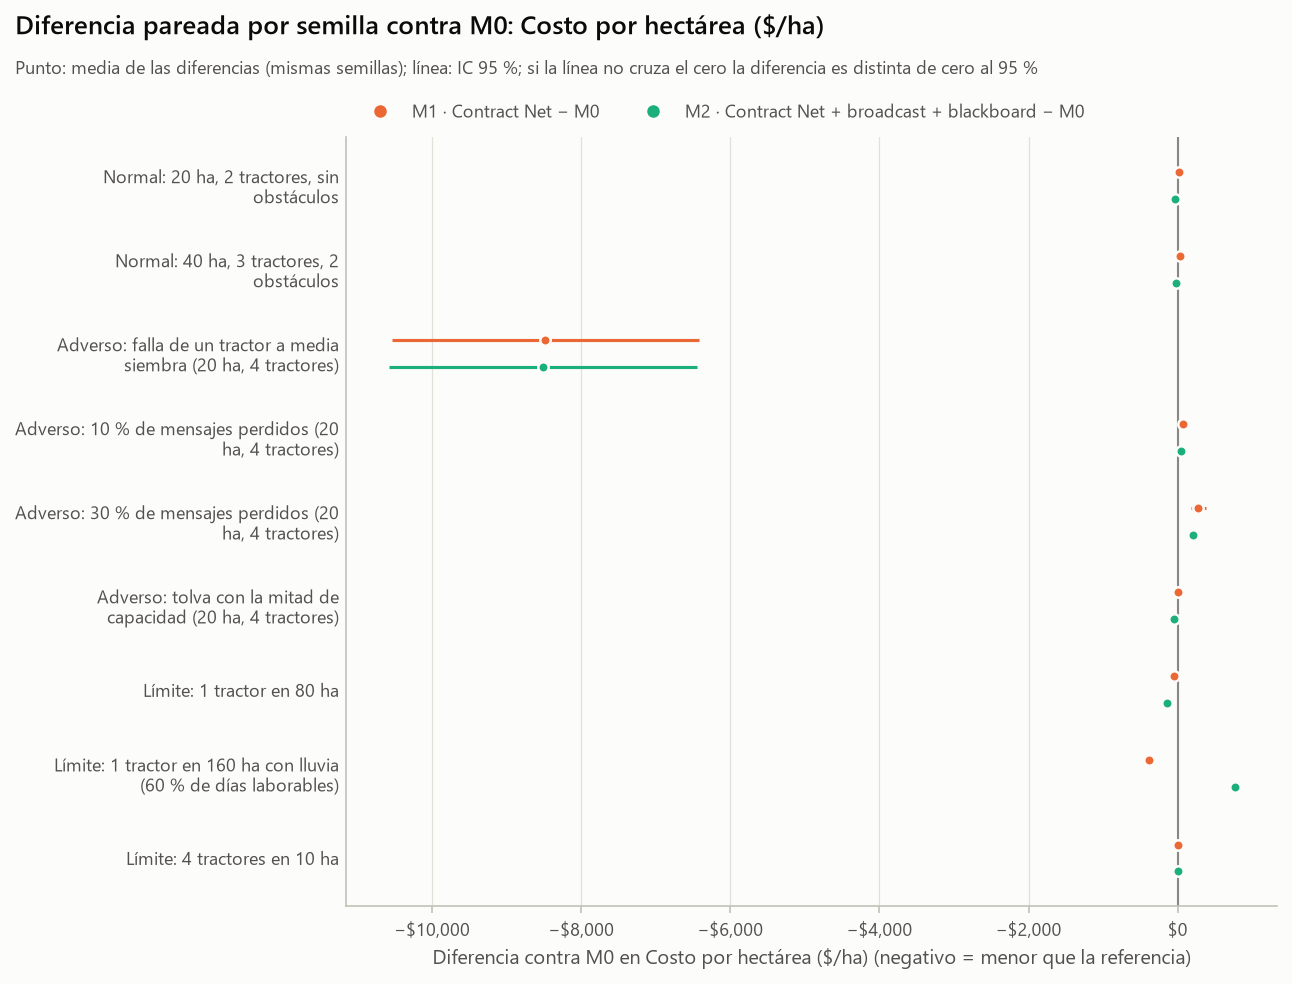 Diferencia pareada por semilla contra M0: Costo por hectárea ($/ha)
Punto: media de las diferencias (mismas semillas); línea: IC 95 %; si la línea no cruza el cero la diferencia es distinta de cero al 95 %
M1 · Contract Net − M0
M2 · Contract Net + broadcast + blackboard − M0
Normal: 20 ha, 2 tractores, sin
obstáculos
Normal: 40 ha, 3 tractores, 2
obstáculos
Adverso: falla de un tractor a media
siembra (20 ha, 4 tractores)
Adverso: 10 % de mensajes perdidos (20
ha, 4 tractores)
Adverso: 30 % de mensajes perdidos (20
ha, 4 tractores)
Adverso: tolva con la mitad de
capacidad (20 ha, 4 tractores)
Límite: 1 tractor en 80 ha
Límite: 1 tractor en 160 ha con lluvia
(60 % de días laborables)
Límite: 4 tractores en 10 ha
−$10,000
−$8,000
−$6,000
−$4,000
−$2,000
$0
Diferencia contra M0 en Costo por hectárea ($/ha) (negativo = menor que la referencia)